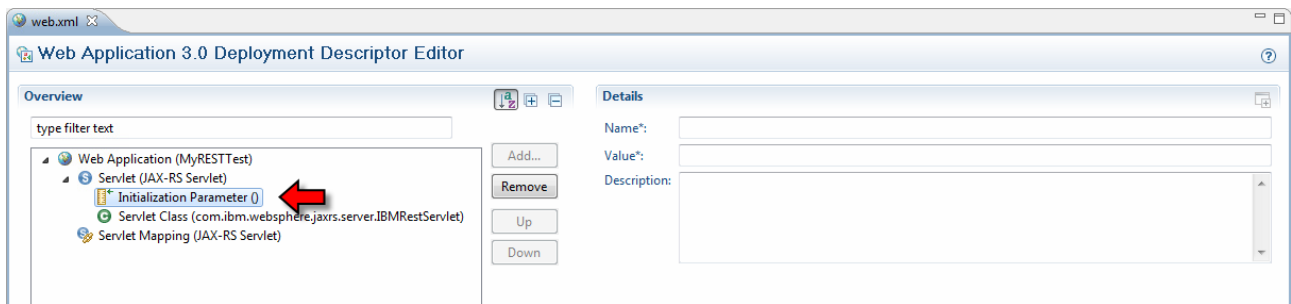 web.xml
Web Application 3.0 Deployment Descriptor Editor
?
Overview
a
z
Details
type filter text
Name*:
Web Application (MyRESTTest)
Add...
Value*:
S Servlet (JAX-RS Servlet)
Remove
Description:
Initialization Parameter ()
C Servlet Class (com.ibm.websphere.jaxrs.server.IBMRestServlet)
Up
Servlet Mapping (JAX-RS Servlet)
Down